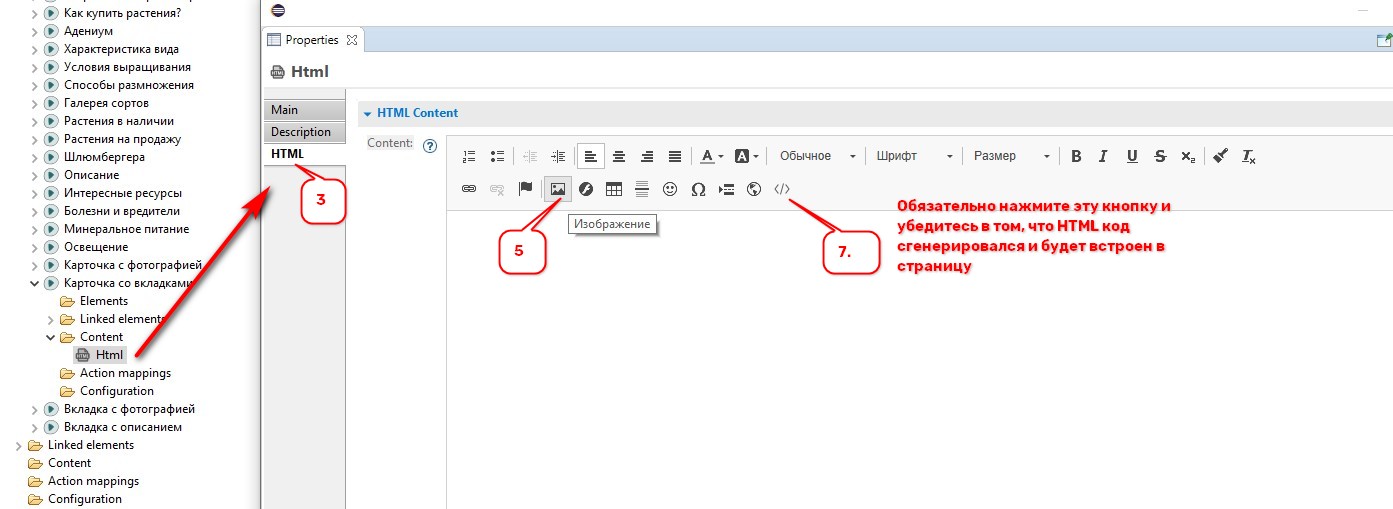 Как купить растения?
Адениум
Характеристика вида
Условия выращивания
Способы размножения
Галерея сортов
Растения в наличии
Растения на продажу
Шлюмбергера
Описание
Интересные ресурсы
Болезни и вредители
Минеральное питание
Освещение
Карточка с фотографией
Карточка со вкладками
Elements
Linked elements
Content
Html
Action mappings
Configuration
Вкладка с фотографией
Вкладка с описанием
Linked elements
Content
Action mappings
Configuration
Properties
Html
Main
Description
HTML
3
HTML Content
Content:
Обычное Шрифт Размер B I U S x₂ Tx
Изображение
5
7.
Обязательно нажмите эту кнопку и
убедитесь в том, что HTML код
сгенерировался и будет встроен в
страницу